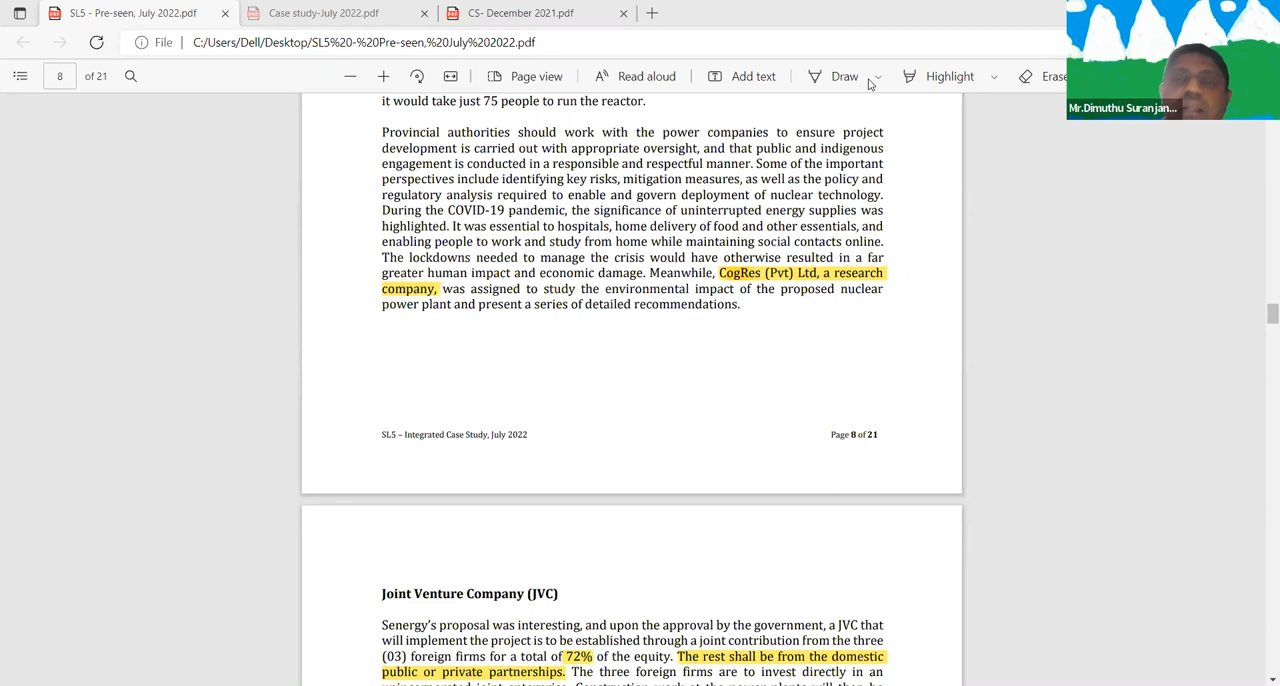 SL5 - Pre-seen, July 2022.pdf
Case study-July 2022.pdf
CS- December 2021.pdf
File
C:/Users/Dell/Desktop/SL5%20-%20Pre-seen,%20July%202022.pdf
8 of 21
Page view
Read aloud
Add text
Draw
Highlight
Erase
Mr.Dimuthu Suranjan...
it would take just 75 people to run the reactor.
Provincial authorities should work with the power companies to ensure project
development is carried out with appropriate oversight, and that public and indigenous
engagement is conducted in a responsible and respectful manner. Some of the important
perspectives include identifying key risks, mitigation measures, as well as the policy and
regulatory analysis required to enable and govern deployment of nuclear technology.
During the COVID-19 pandemic, the significance of uninterrupted energy supplies was
highlighted. It was essential to hospitals, home delivery of food and other essentials, and
enabling people to work and study from home while maintaining social contacts online.
The lockdowns needed to manage the crisis would have otherwise resulted in a far
greater human impact and economic damage. Meanwhile, CogRes (Pvt) Ltd, a research
company, was assigned to study the environmental impact of the proposed nuclear
power plant and present a series of detailed recommendations.
SL5 – Integrated Case Study, July 2022
Page 8 of 21
Joint Venture Company (JVC)
Senergy's proposal was interesting, and upon the approval by the government, a JVC that
will implement the project is to be established through a joint contribution from the three
(03) foreign firms for a total of 72% of the equity. The rest shall be from the domestic
public or private partnerships. The three foreign firms are to invest directly in an
unincorporated joint enterprise. Construction work at the power plants will then be